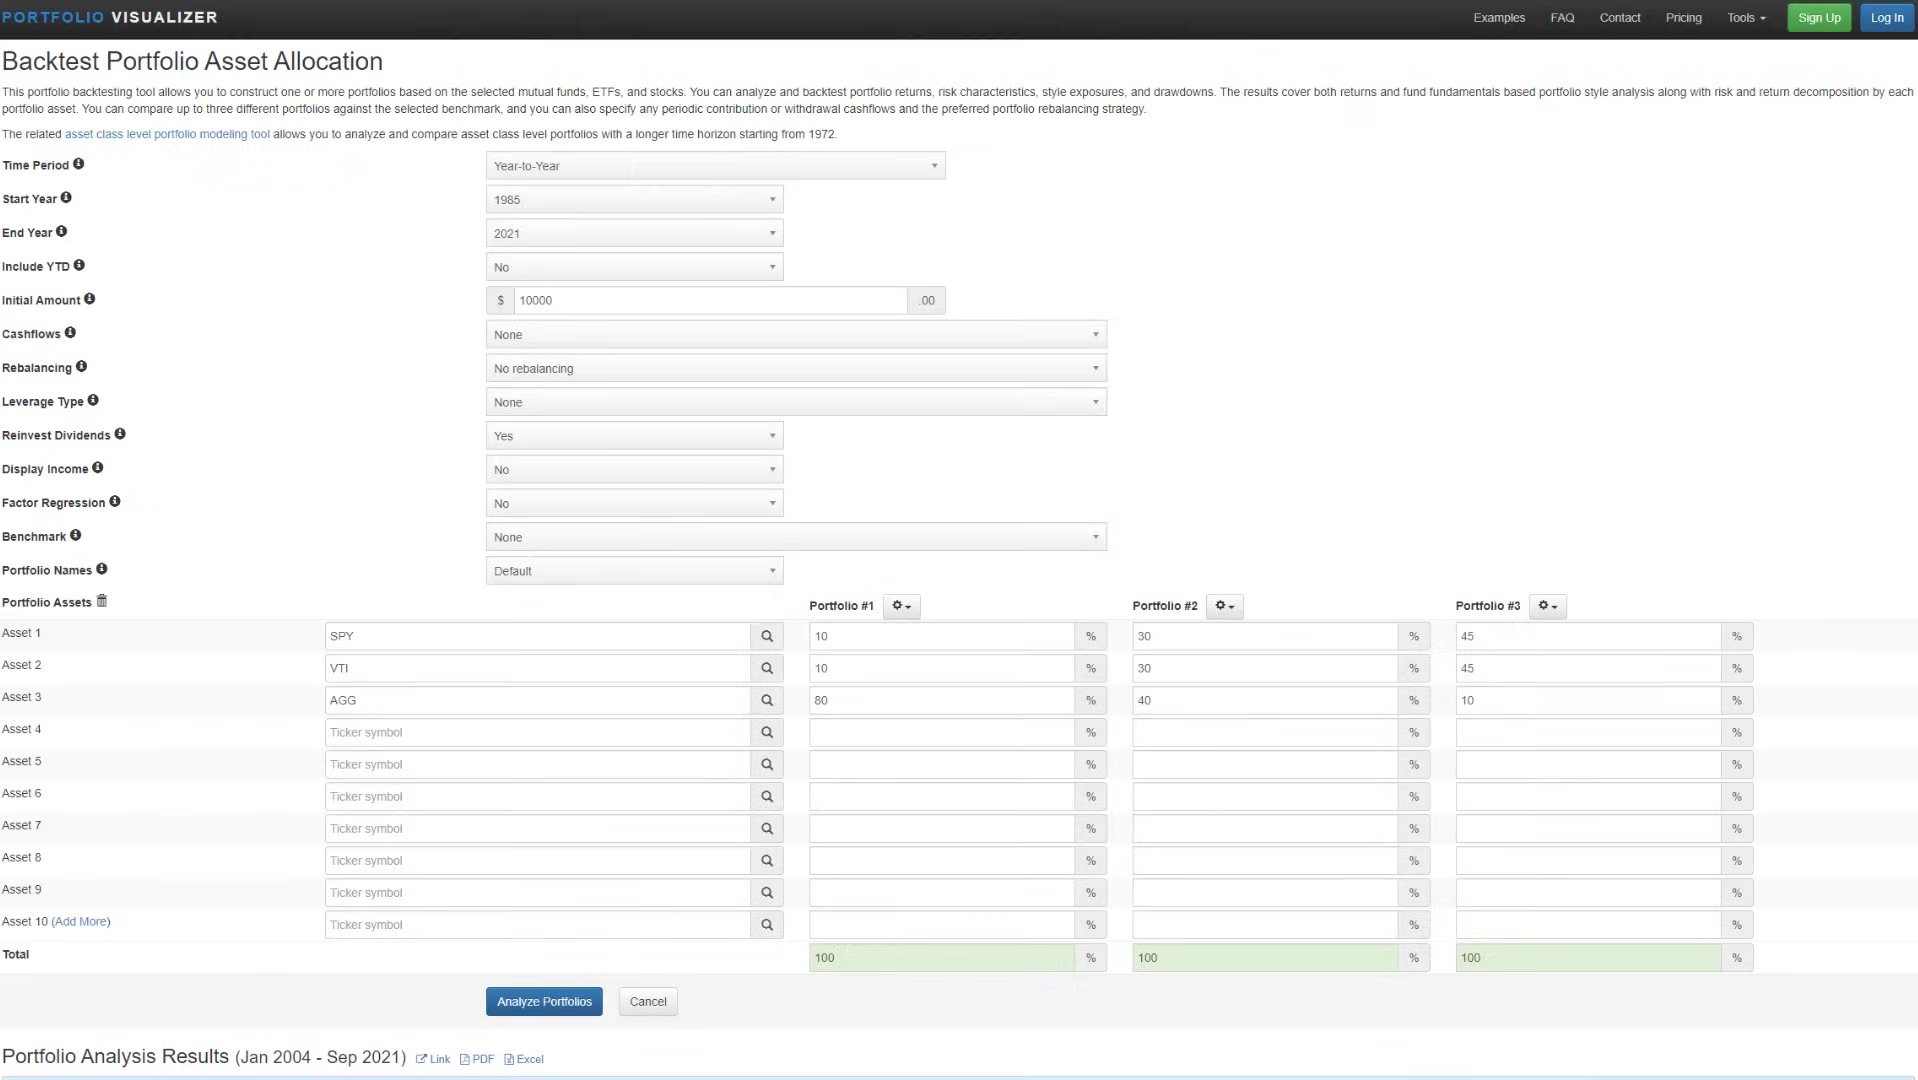 PORTFOLIO VISUALIZER Examples FAQ Contact Pricing Tools Sign Up Log In
Backtest Portfolio Asset Allocation
This portfolio backtesting tool allows you to construct one or more portfolios based on the selected mutual funds, ETFs, and stocks. You can analyze and backtest portfolio returns, risk characteristics, style exposures, and drawdowns. The results cover both returns and fund fundamentals based portfolio style analysis along with risk and return decomposition by each
portfolio asset. You can compare up to three different portfolios against the selected benchmark, and you can also specify any periodic contribution or withdrawal cashflows and the preferred portfolio rebalancing strategy.
The related asset class level portfolio modeling tool allows you to analyze and compare asset class level portfolios with a longer time horizon starting from 1972.
Time Period Year-to-Year
Start Year 1985
End Year 2021
Include YTD No
Initial Amount $ 10000 .00
Cashflows None
Rebalancing No rebalancing
Leverage Type None
Reinvest Dividends Yes
Display Income No
Factor Regression No
Benchmark None
Portfolio Names Default
Portfolio Assets Portfolio #1 Portfolio #2 Portfolio #3
Asset 1 SPY 10 % 30 % 45 %
Asset 2 VTI 10 % 30 % 45 %
Asset 3 AGG 80 % 40 % 10 %
Asset 4 Ticker symbol % % %
Asset 5 Ticker symbol % % %
Asset 6 Ticker symbol % % %
Asset 7 Ticker symbol % % %
Asset 8 Ticker symbol % % %
Asset 9 Ticker symbol % % %
Asset 10 (Add More) Ticker symbol % % %
Total 100 % 100 % 100 %
Analyze Portfolios Cancel
Portfolio Analysis Results (Jan 2004 - Sep 2021) Link PDF Excel